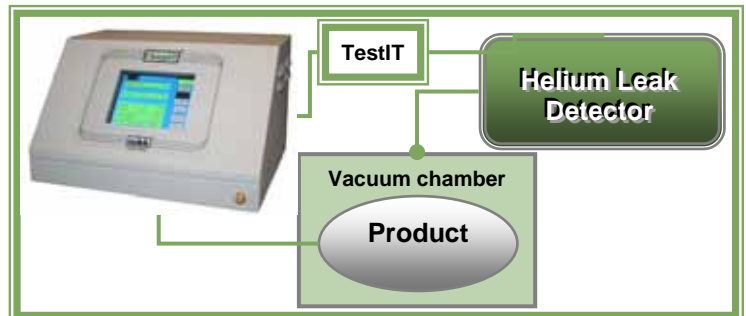 TestIT
Helium Leak
Detector
Vacuum chamber
Product